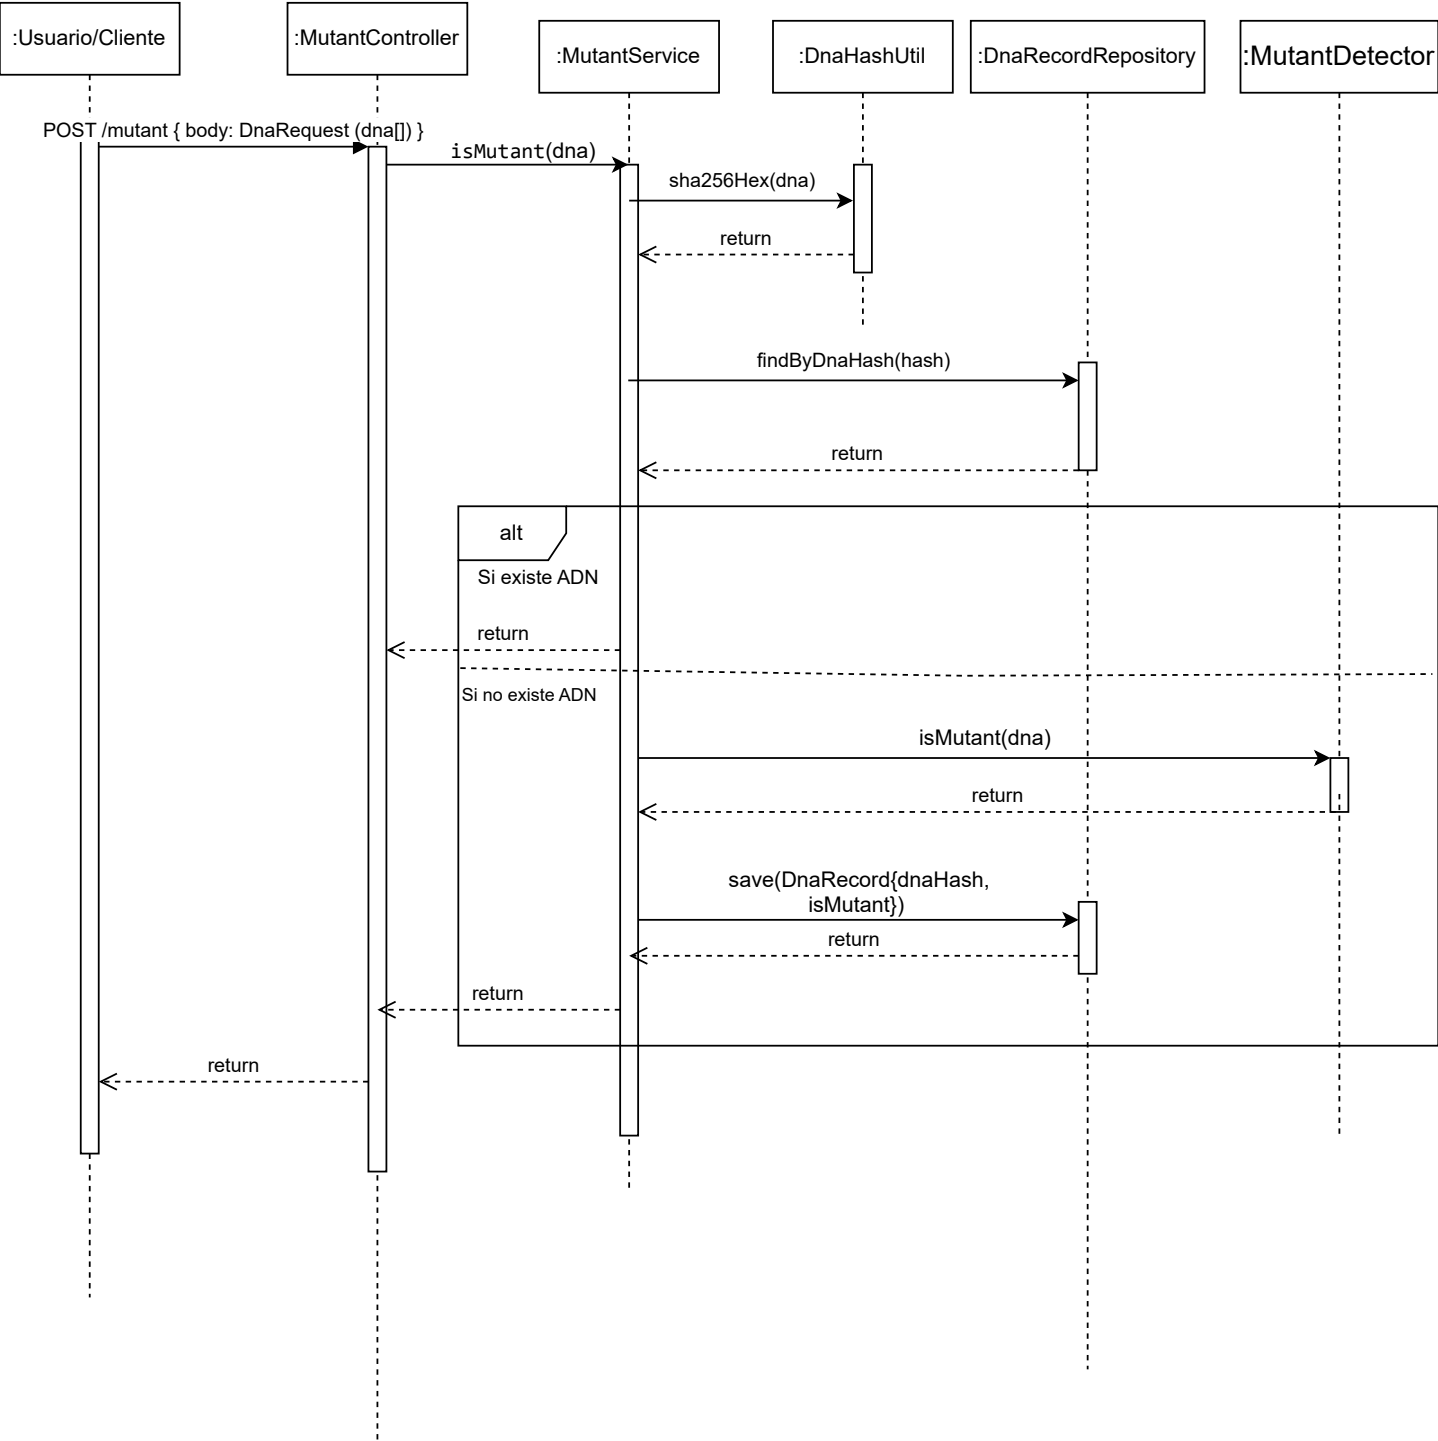 :Usuario/Cliente
:MutantController
:MutantService
:DnaHashUtil
:DnaRecordRepository
:MutantDetector
POST /mutant { body: DnaRequest (dna[]) }
isMutant(dna)
sha256Hex(dna)
return
findByDnaHash(hash)
return
alt
Si existe ADN
return
Si no existe ADN
isMutant(dna)
return
save(DnaRecord{dnaHash,
isMutant})
return
return
return